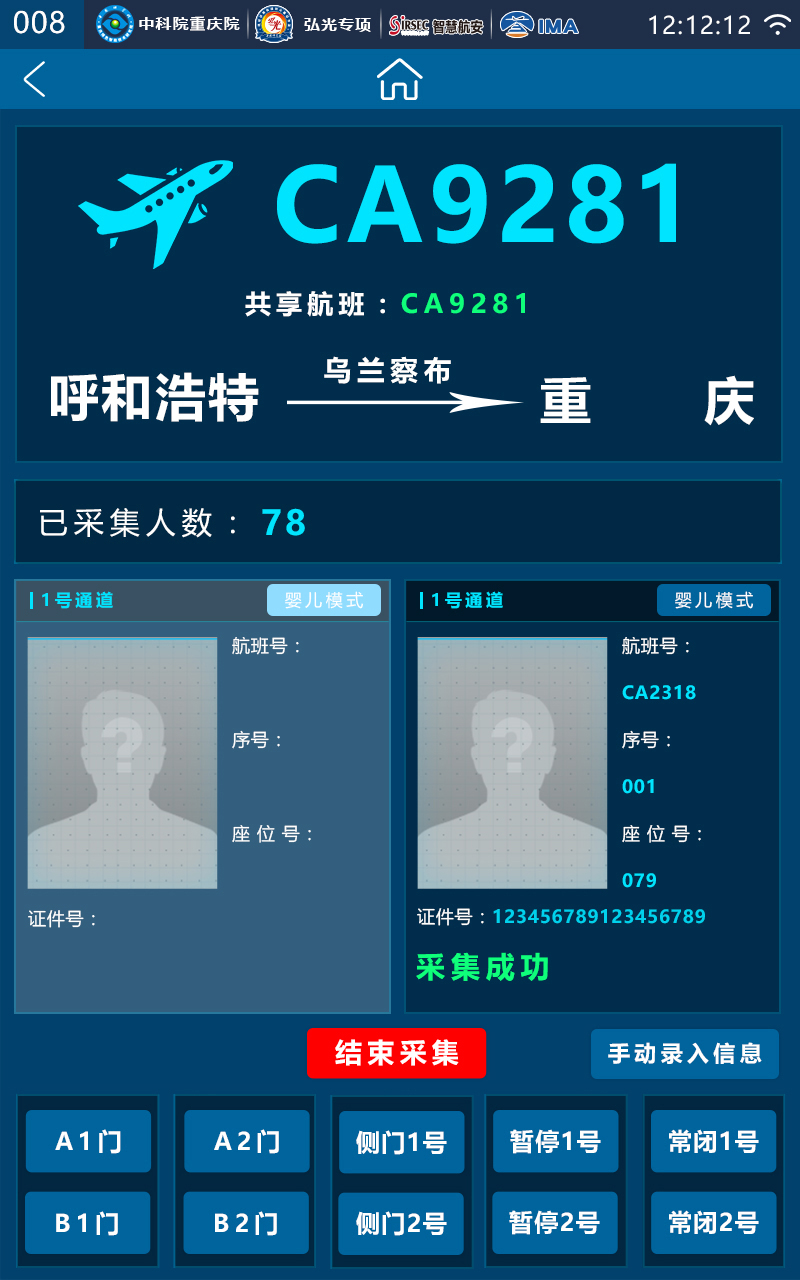 008 中科院重庆院 弘光专项 SiRSEC 智慧航安 IMA 12:12:12
CA9281
共享航班：CA9281
呼和浩特 乌兰察布 重庆
已采集人数：78
1号通道 婴儿模式
航班号：
序号：
座位号：
证件号：
1号通道 婴儿模式
航班号：
CA2318
序号：
001
座位号：
079
证件号：123456789123456789
采集成功
结束采集 手动录入信息
A1门 A2门 侧门1号 暂停1号 常闭1号
B1门 B2门 侧门2号 暂停2号 常闭2号